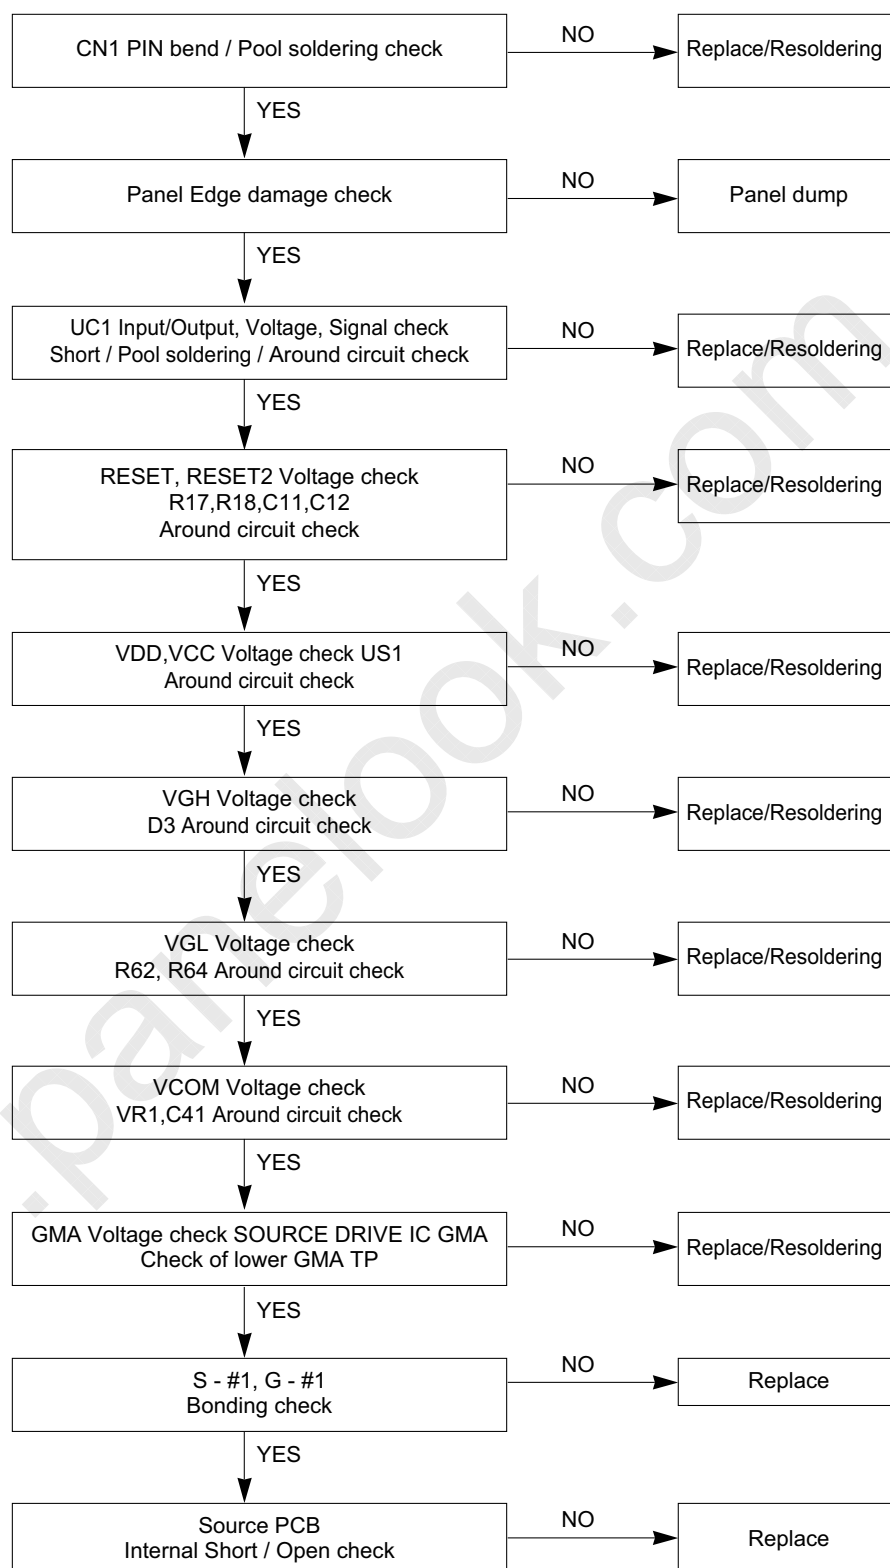 CN1 PIN bend / Pool soldering check
NO
Replace/Resoldering
YES
Panel Edge damage check
NO
Panel dump
YES
UC1 Input/Output, Voltage, Signal check
Short / Pool soldering / Around circuit check
NO
Replace/Resoldering
YES
RESET, RESET2 Voltage check
R17,R18,C11,C12
Around circuit check
NO
Replace/Resoldering
YES
VDD,VCC Voltage check US1
Around circuit check
NO
Replace/Resoldering
YES
VGH Voltage check
D3 Around circuit check
NO
Replace/Resoldering
YES
VGL Voltage check
R62, R64 Around circuit check
NO
Replace/Resoldering
YES
VCOM Voltage check
VR1,C41 Around circuit check
NO
Replace/Resoldering
YES
GMA Voltage check SOURCE DRIVE IC GMA
Check of lower GMA TP
NO
Replace/Resoldering
YES
S - #1, G - #1
Bonding check
NO
Replace
YES
Source PCB
Internal Short / Open check
NO
Replace
.panelook.com